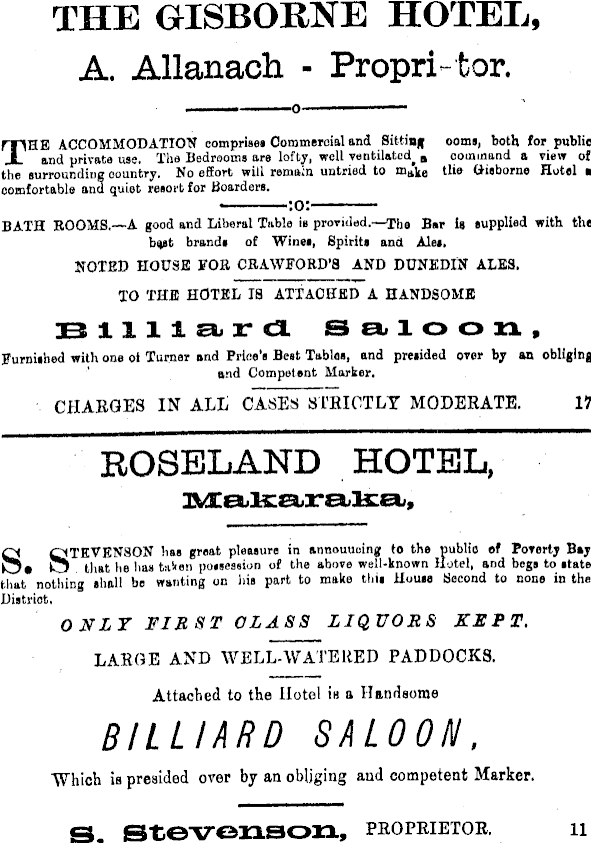 THE GISBORNE HOTEL,
A. Allanach - Propri-tor.
THE ACCOMMODATION comprises Commercial and Sitting ooms, both for public
and private use. The Bedrooms are lofty, well ventilated, a command a view of
the surrounding country. No effort will remain untried to make the Gisborne Hotel a
comfortable and quiet resort for Boarders.
:O:
BATH ROOMS.—A good and Liberal Table is provided.—The Bar is supplied with the
best brands of Wines, Spirits and Ales.
NOTED HOUSE FOR CRAWFORD'S AND DUNEDIN ALES.
TO THE HOTEL IS ATTACHED A HANDSOME
Billiard Saloon,
Furnished with one of Turner and Price's Best Tables, and presided over by an obliging
and Competent Marker.
CHARGES IN ALL CASES STRICTLY MODERATE. 17
ROSELAND HOTEL,
Makaraka,
S. STEVENSON has great pleasure in annouucing to the public of Poverty Bay
that he has taken possession of the above well-known Hotel, and begs to state
that nothing shall be wanting on his part to make this House Second to none in the
District.
ONLY FIRST CLASS LIQUORS KEPT.
LARGE AND WELL-WATERED PADDOCKS.
Attached to the Hotel is a Handsome
BILLIARD SALOON,
Which is presided over by an obliging and competent Marker.
S. Stevenson, PROPRIETOR. 11